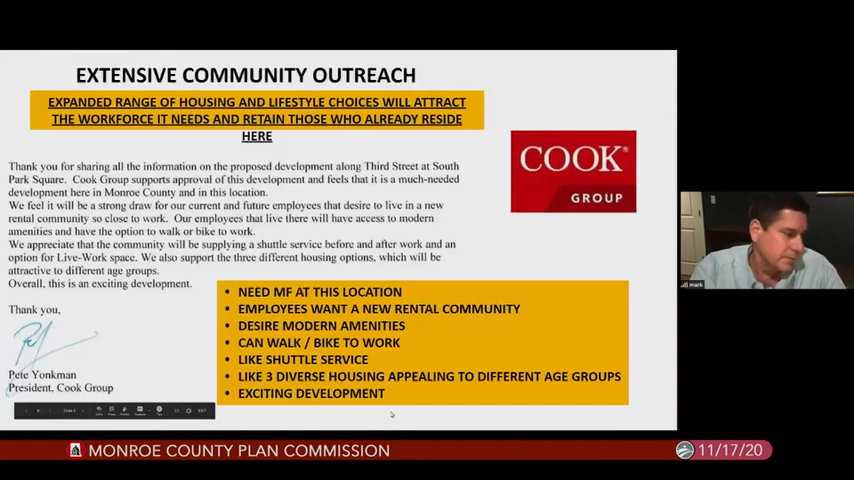 EXTENSIVE COMMUNITY OUTREACH
EXPANDED RANGE OF HOUSING AND LIFESTYLE CHOICES WILL ATTRACT
THE WORKFORCE IT NEEDS AND RETAIN THOSE WHO ALREADY RESIDE
HERE
Thank you for sharing all the information on the proposed development along Third Street at South
Park Square. Cook Group supports approval of this development and feels that it is a much-needed
development here in Monroe County and in this location.
We feel it will be a strong draw for our current and future employees that desire to live in a new
rental community so close to work. Our employees that live there will have access to modern
amenities and have the option to walk or bike to work.
We appreciate that the community will be supplying a shuttle service before and after work and an
option for Live-Work space. We also support the three different housing options, which will be
attractive to different age groups.
Overall, this is an exciting development.
Thank you,
Pete Yonkman
President, Cook Group
COOK®
GROUP
• NEED MF AT THIS LOCATION
• EMPLOYEES WANT A NEW RENTAL COMMUNITY
• DESIRE MODERN AMENITIES
• CAN WALK / BIKE TO WORK
• LIKE SHUTTLE SERVICE
• LIKE 3 DIVERSE HOUSING APPEALING TO DIFFERENT AGE GROUPS
• EXCITING DEVELOPMENT
mark
MONROE COUNTY PLAN COMMISSION
11/17/20